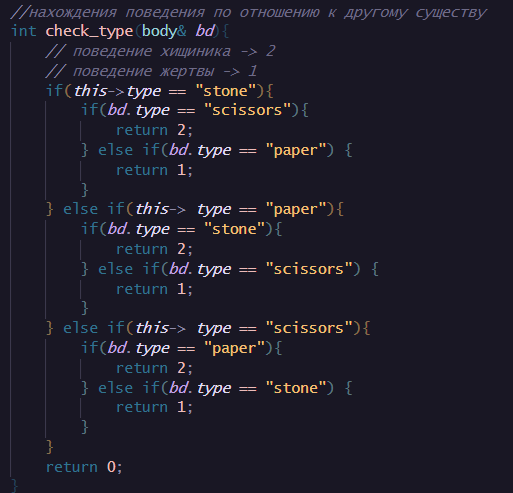 //нахождения поведения по отношению к другому существу
int check_type(body& bd){
    // поведение хищиника -> 2
    // поведение жертвы -> 1
    if(this->type == "stone"){
        if(bd.type == "scissors"){
            return 2;
        } else if(bd.type == "paper") {
            return 1;
        }
    } else if(this-> type == "paper"){
        if(bd.type == "stone"){
            return 2;
        } else if(bd.type == "scissors") {
            return 1;
        }
    } else if(this-> type == "scissors"){
        if(bd.type == "paper"){
            return 2;
        } else if(bd.type == "stone") {
            return 1;
        }
    }
    return 0;
}